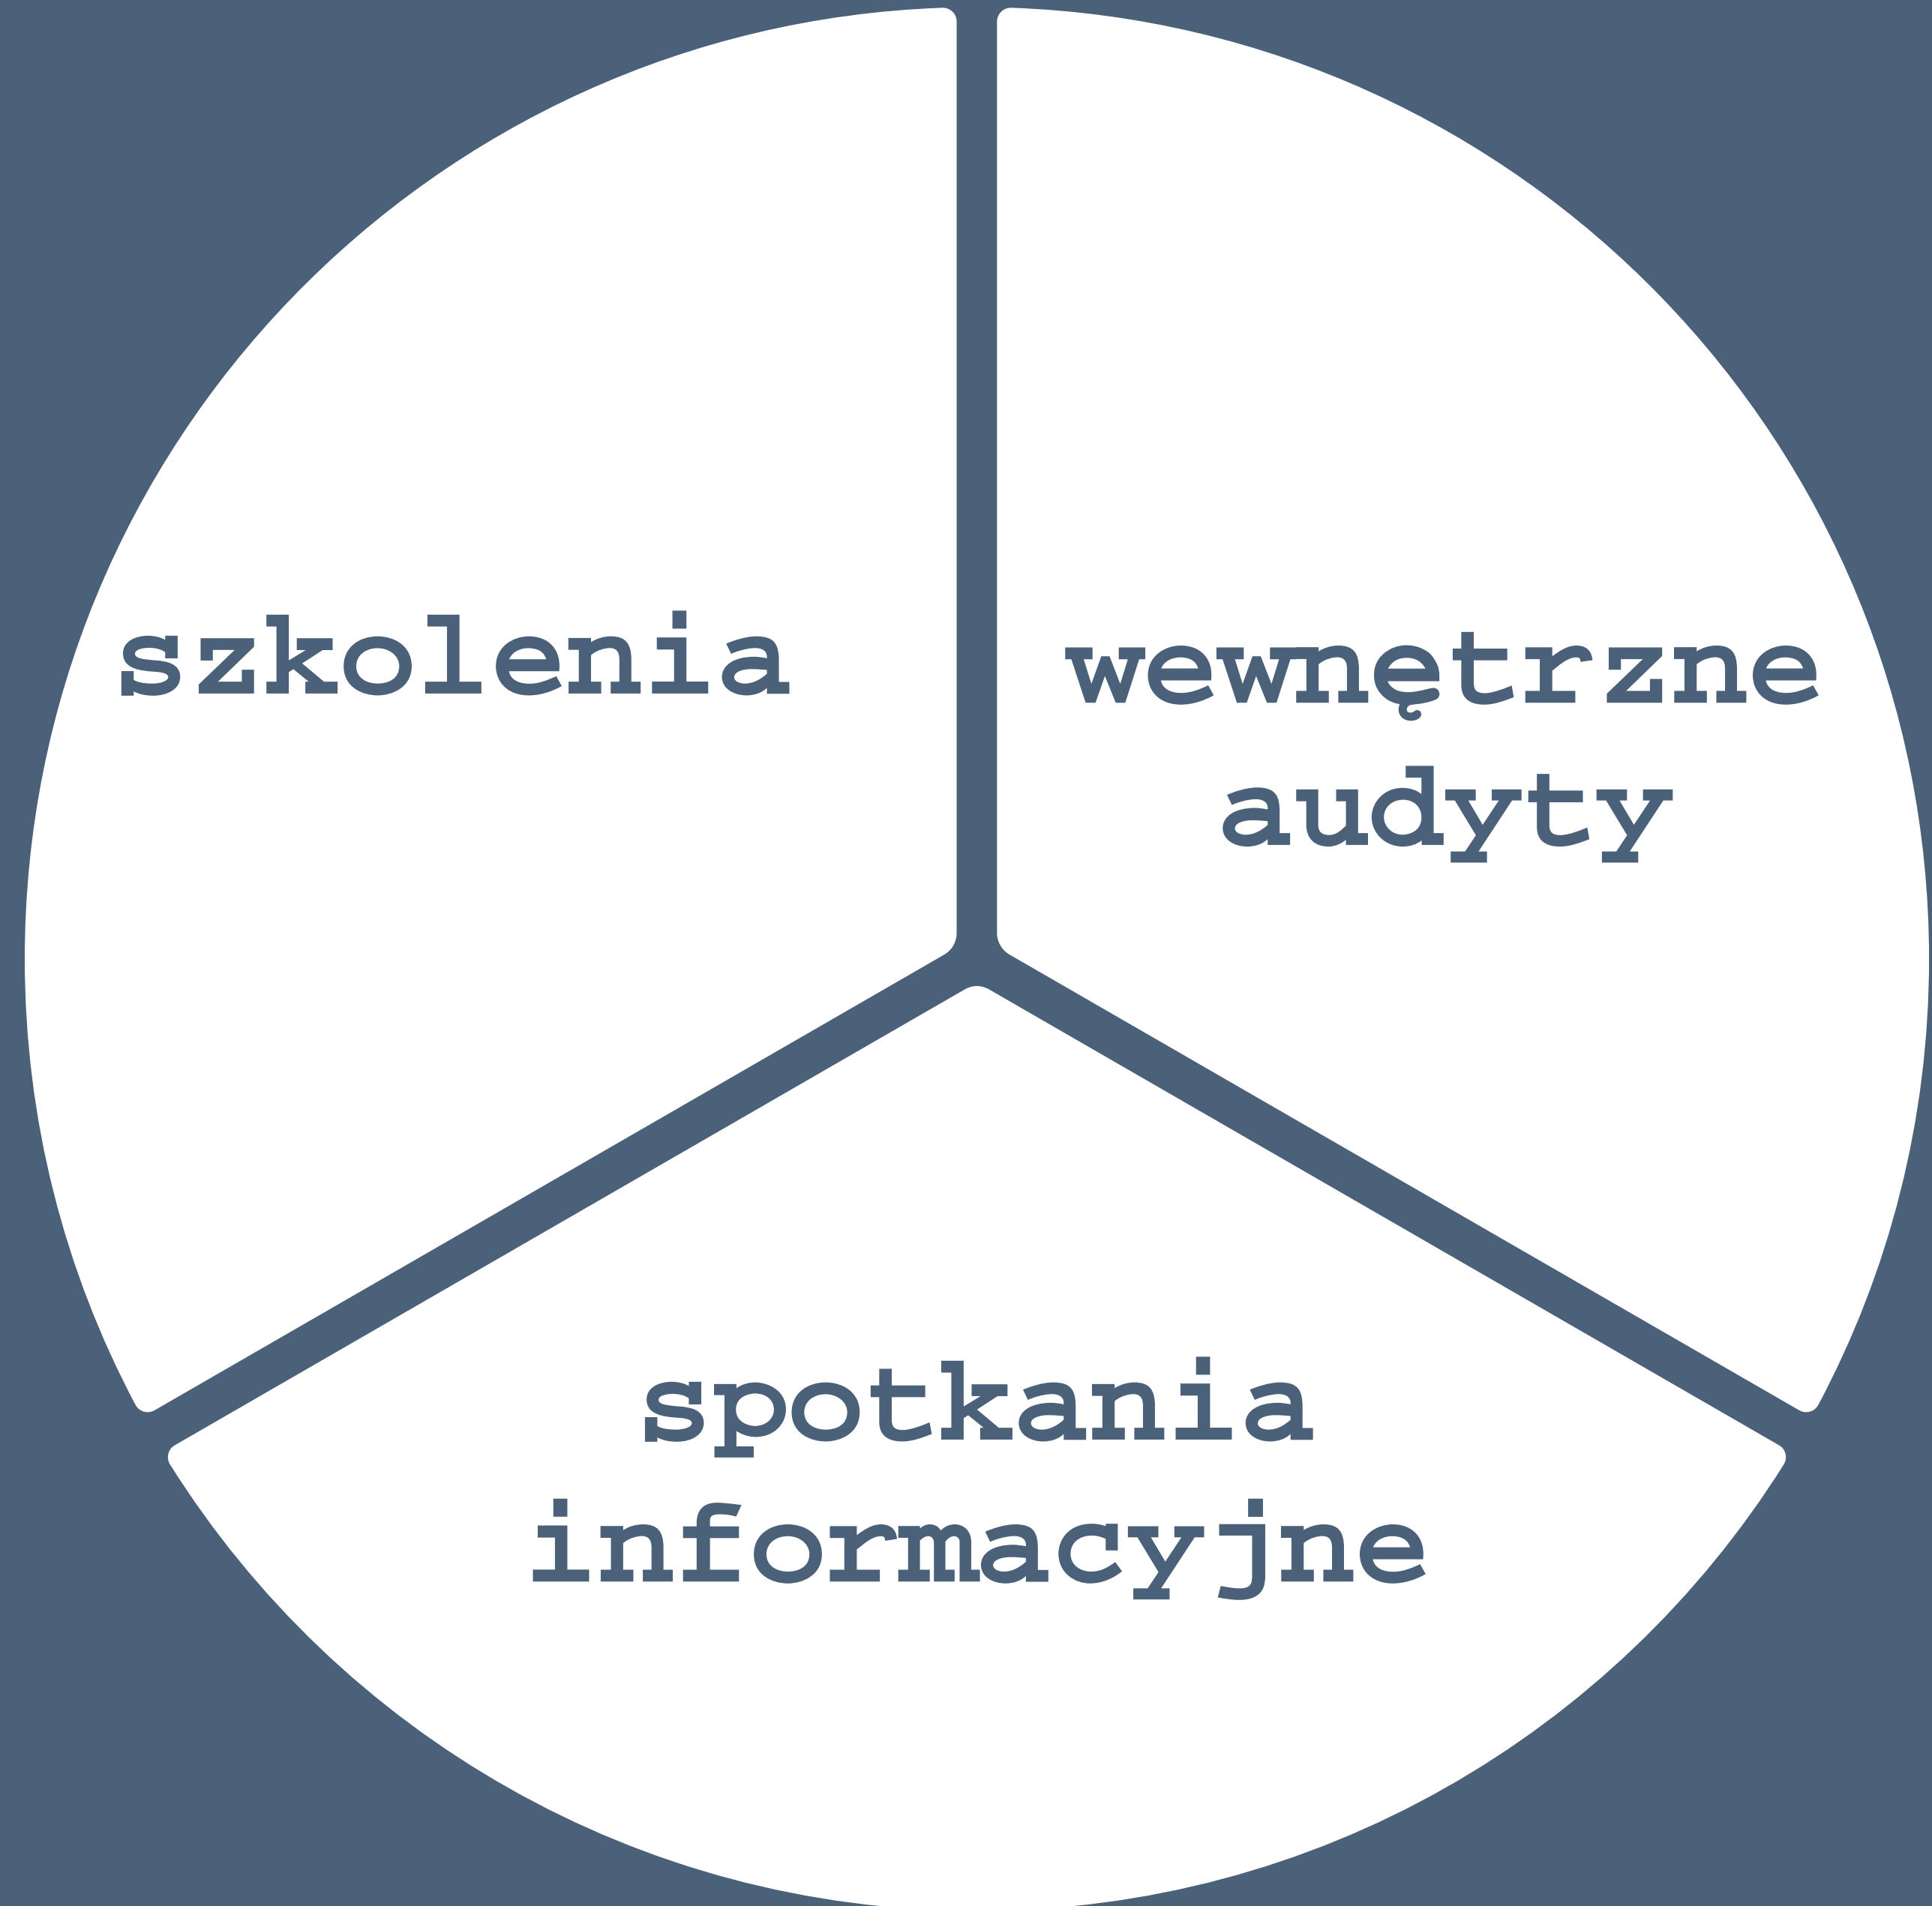 szkolenia
wewnętrzne
audyty
spotkania
informacyjne